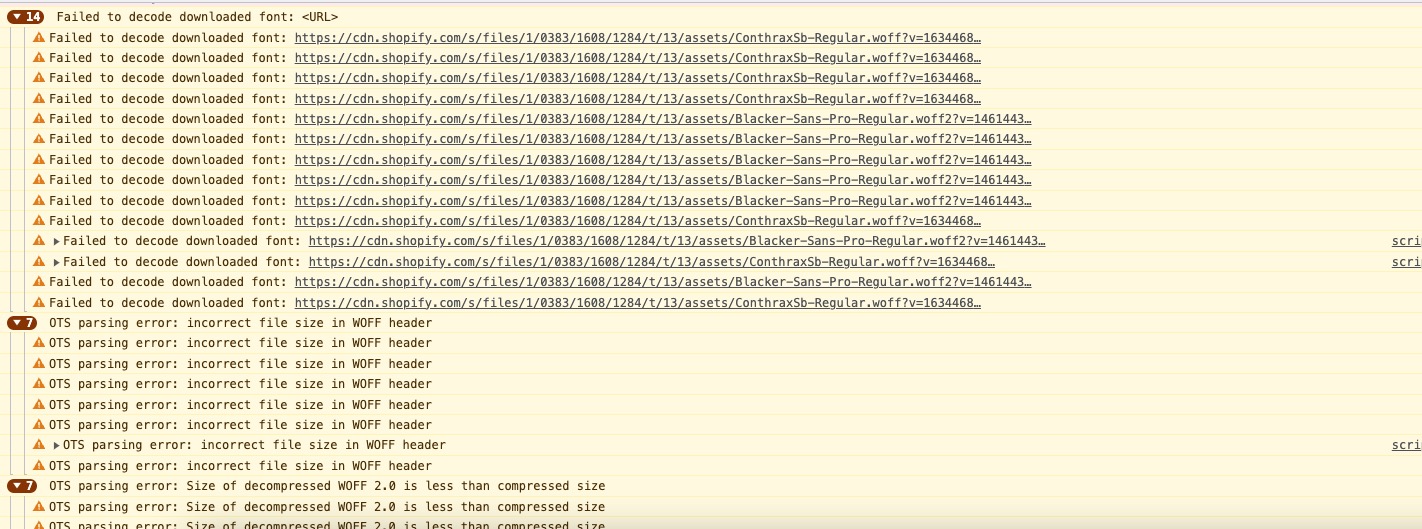 14 Failed to decode downloaded font: <URL>
Failed to decode downloaded font: https://cdn.shopify.com/s/files/1/0383/1608/1284/t/13/assets/ConthraxSb-Regular.woff?v=1634468…
Failed to decode downloaded font: https://cdn.shopify.com/s/files/1/0383/1608/1284/t/13/assets/ConthraxSb-Regular.woff?v=1634468…
Failed to decode downloaded font: https://cdn.shopify.com/s/files/1/0383/1608/1284/t/13/assets/ConthraxSb-Regular.woff?v=1634468…
Failed to decode downloaded font: https://cdn.shopify.com/s/files/1/0383/1608/1284/t/13/assets/ConthraxSb-Regular.woff?v=1634468…
Failed to decode downloaded font: https://cdn.shopify.com/s/files/1/0383/1608/1284/t/13/assets/Blacker-Sans-Pro-Regular.woff2?v=1461443…
Failed to decode downloaded font: https://cdn.shopify.com/s/files/1/0383/1608/1284/t/13/assets/Blacker-Sans-Pro-Regular.woff2?v=1461443…
Failed to decode downloaded font: https://cdn.shopify.com/s/files/1/0383/1608/1284/t/13/assets/Blacker-Sans-Pro-Regular.woff2?v=1461443…
Failed to decode downloaded font: https://cdn.shopify.com/s/files/1/0383/1608/1284/t/13/assets/Blacker-Sans-Pro-Regular.woff2?v=1461443…
Failed to decode downloaded font: https://cdn.shopify.com/s/files/1/0383/1608/1284/t/13/assets/Blacker-Sans-Pro-Regular.woff2?v=1461443…
Failed to decode downloaded font: https://cdn.shopify.com/s/files/1/0383/1608/1284/t/13/assets/ConthraxSb-Regular.woff?v=1634468…
Failed to decode downloaded font: https://cdn.shopify.com/s/files/1/0383/1608/1284/t/13/assets/Blacker-Sans-Pro-Regular.woff2?v=1461443… scri
Failed to decode downloaded font: https://cdn.shopify.com/s/files/1/0383/1608/1284/t/13/assets/ConthraxSb-Regular.woff?v=1634468… scri
Failed to decode downloaded font: https://cdn.shopify.com/s/files/1/0383/1608/1284/t/13/assets/Blacker-Sans-Pro-Regular.woff2?v=1461443…
Failed to decode downloaded font: https://cdn.shopify.com/s/files/1/0383/1608/1284/t/13/assets/ConthraxSb-Regular.woff?v=1634468…
7 OTS parsing error: incorrect file size in WOFF header
OTS parsing error: incorrect file size in WOFF header
OTS parsing error: incorrect file size in WOFF header
OTS parsing error: incorrect file size in WOFF header
OTS parsing error: incorrect file size in WOFF header
OTS parsing error: incorrect file size in WOFF header
OTS parsing error: incorrect file size in WOFF header scri
OTS parsing error: incorrect file size in WOFF header
7 OTS parsing error: Size of decompressed WOFF 2.0 is less than compressed size
OTS parsing error: Size of decompressed WOFF 2.0 is less than compressed size
OTS parsing error: Size of decompressed WOFF 2.0 is less than compressed size